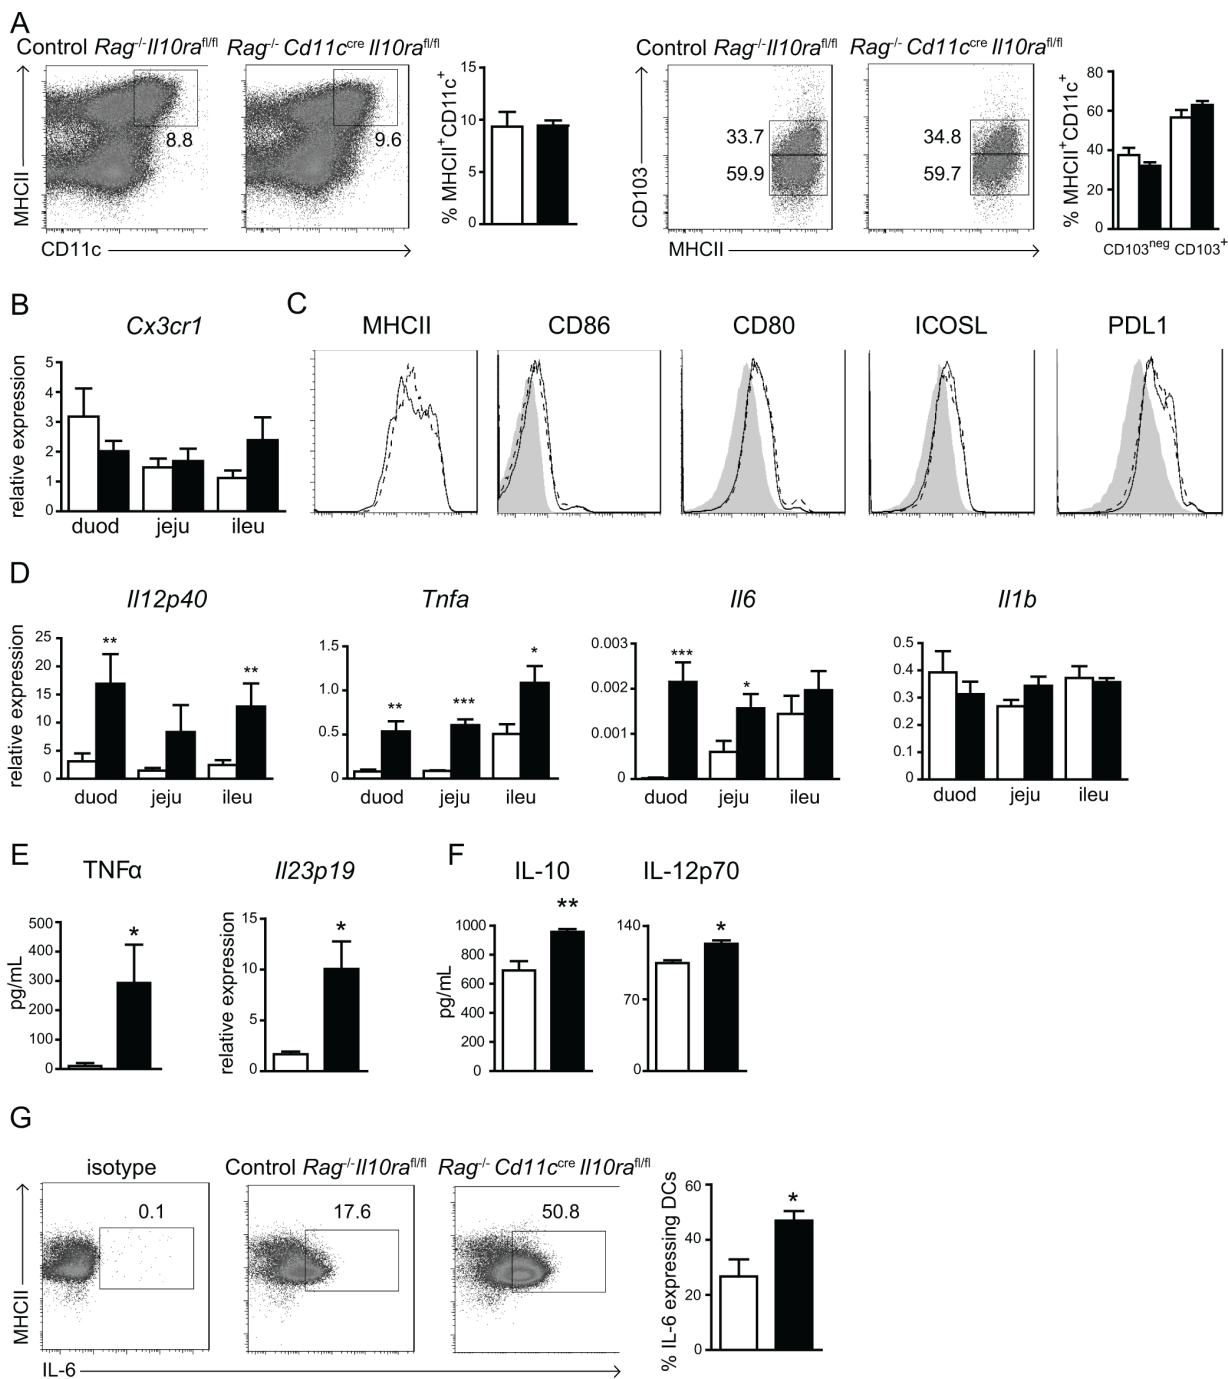 A
Control Rag-/-Il10rafl/fl Rag-/- Cd11ccre Il10rafl/fl Control Rag-/-Il10rafl/fl Rag-/- Cd11ccre Il10rafl/fl
MHCII
8.8
9.6
CD11c
% MHCII+CD11c+
15
10
5
0
CD103
33.7
59.9
34.8
59.7
MHCII
% MHCII+CD11c+
80
60
40
20
0
CD103neg CD103+
B
Cx3cr1
relative expression
5
4
3
2
1
0
duod jeju ileu
C
MHCII CD86 CD80 ICOSL PDL1
D
Il12p40
relative expression
25
20
15
10
5
0
** **
duod jeju ileu
Tnfa
1.5
1.0
0.5
0
** *** *
duod jeju ileu
Il6
0.003
0.002
0.001
0
*** *
duod jeju ileu
Il1b
0.5
0.4
0.3
0.2
0.1
0
duod jeju ileu
E
TNFα
pg/mL
500
400
300
200
100
0
*
Il23p19
relative expression
15
10
5
0
*
F
IL-10
pg/mL
1000
800
600
400
200
0
**
IL-12p70
140
70
0
*
G
isotype Control Rag-/-Il10rafl/fl Rag-/- Cd11ccre Il10rafl/fl
MHCII
0.1
17.6
50.8
IL-6
% IL-6 expressing DCs
60
40
20
0
*